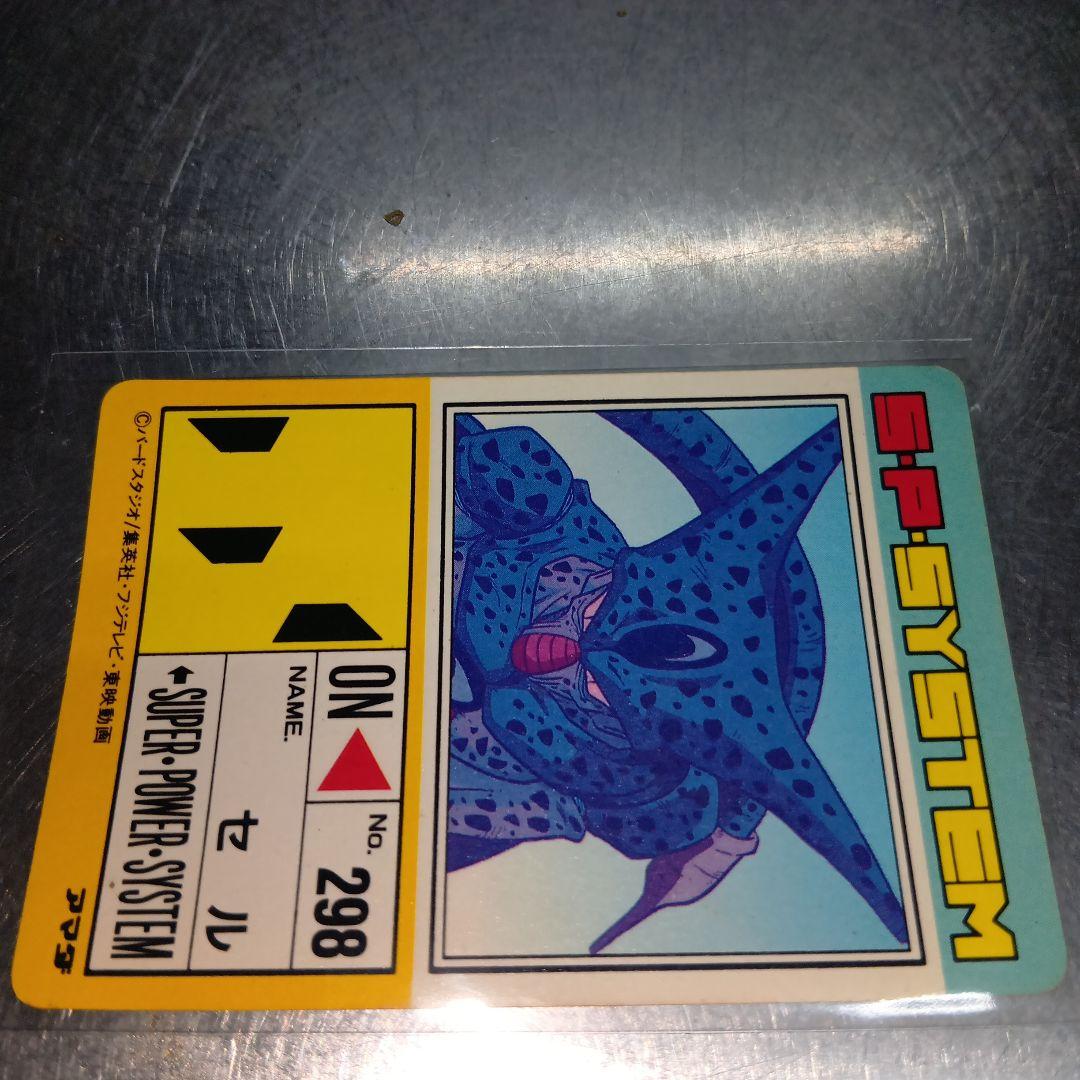 S·P·SYSTEM
ON
NO. 298
NAME.
セル
←SUPER·POWER·SYSTEM
©バードスタジオ/集英社・フジテレビ・東映動画
アマダ